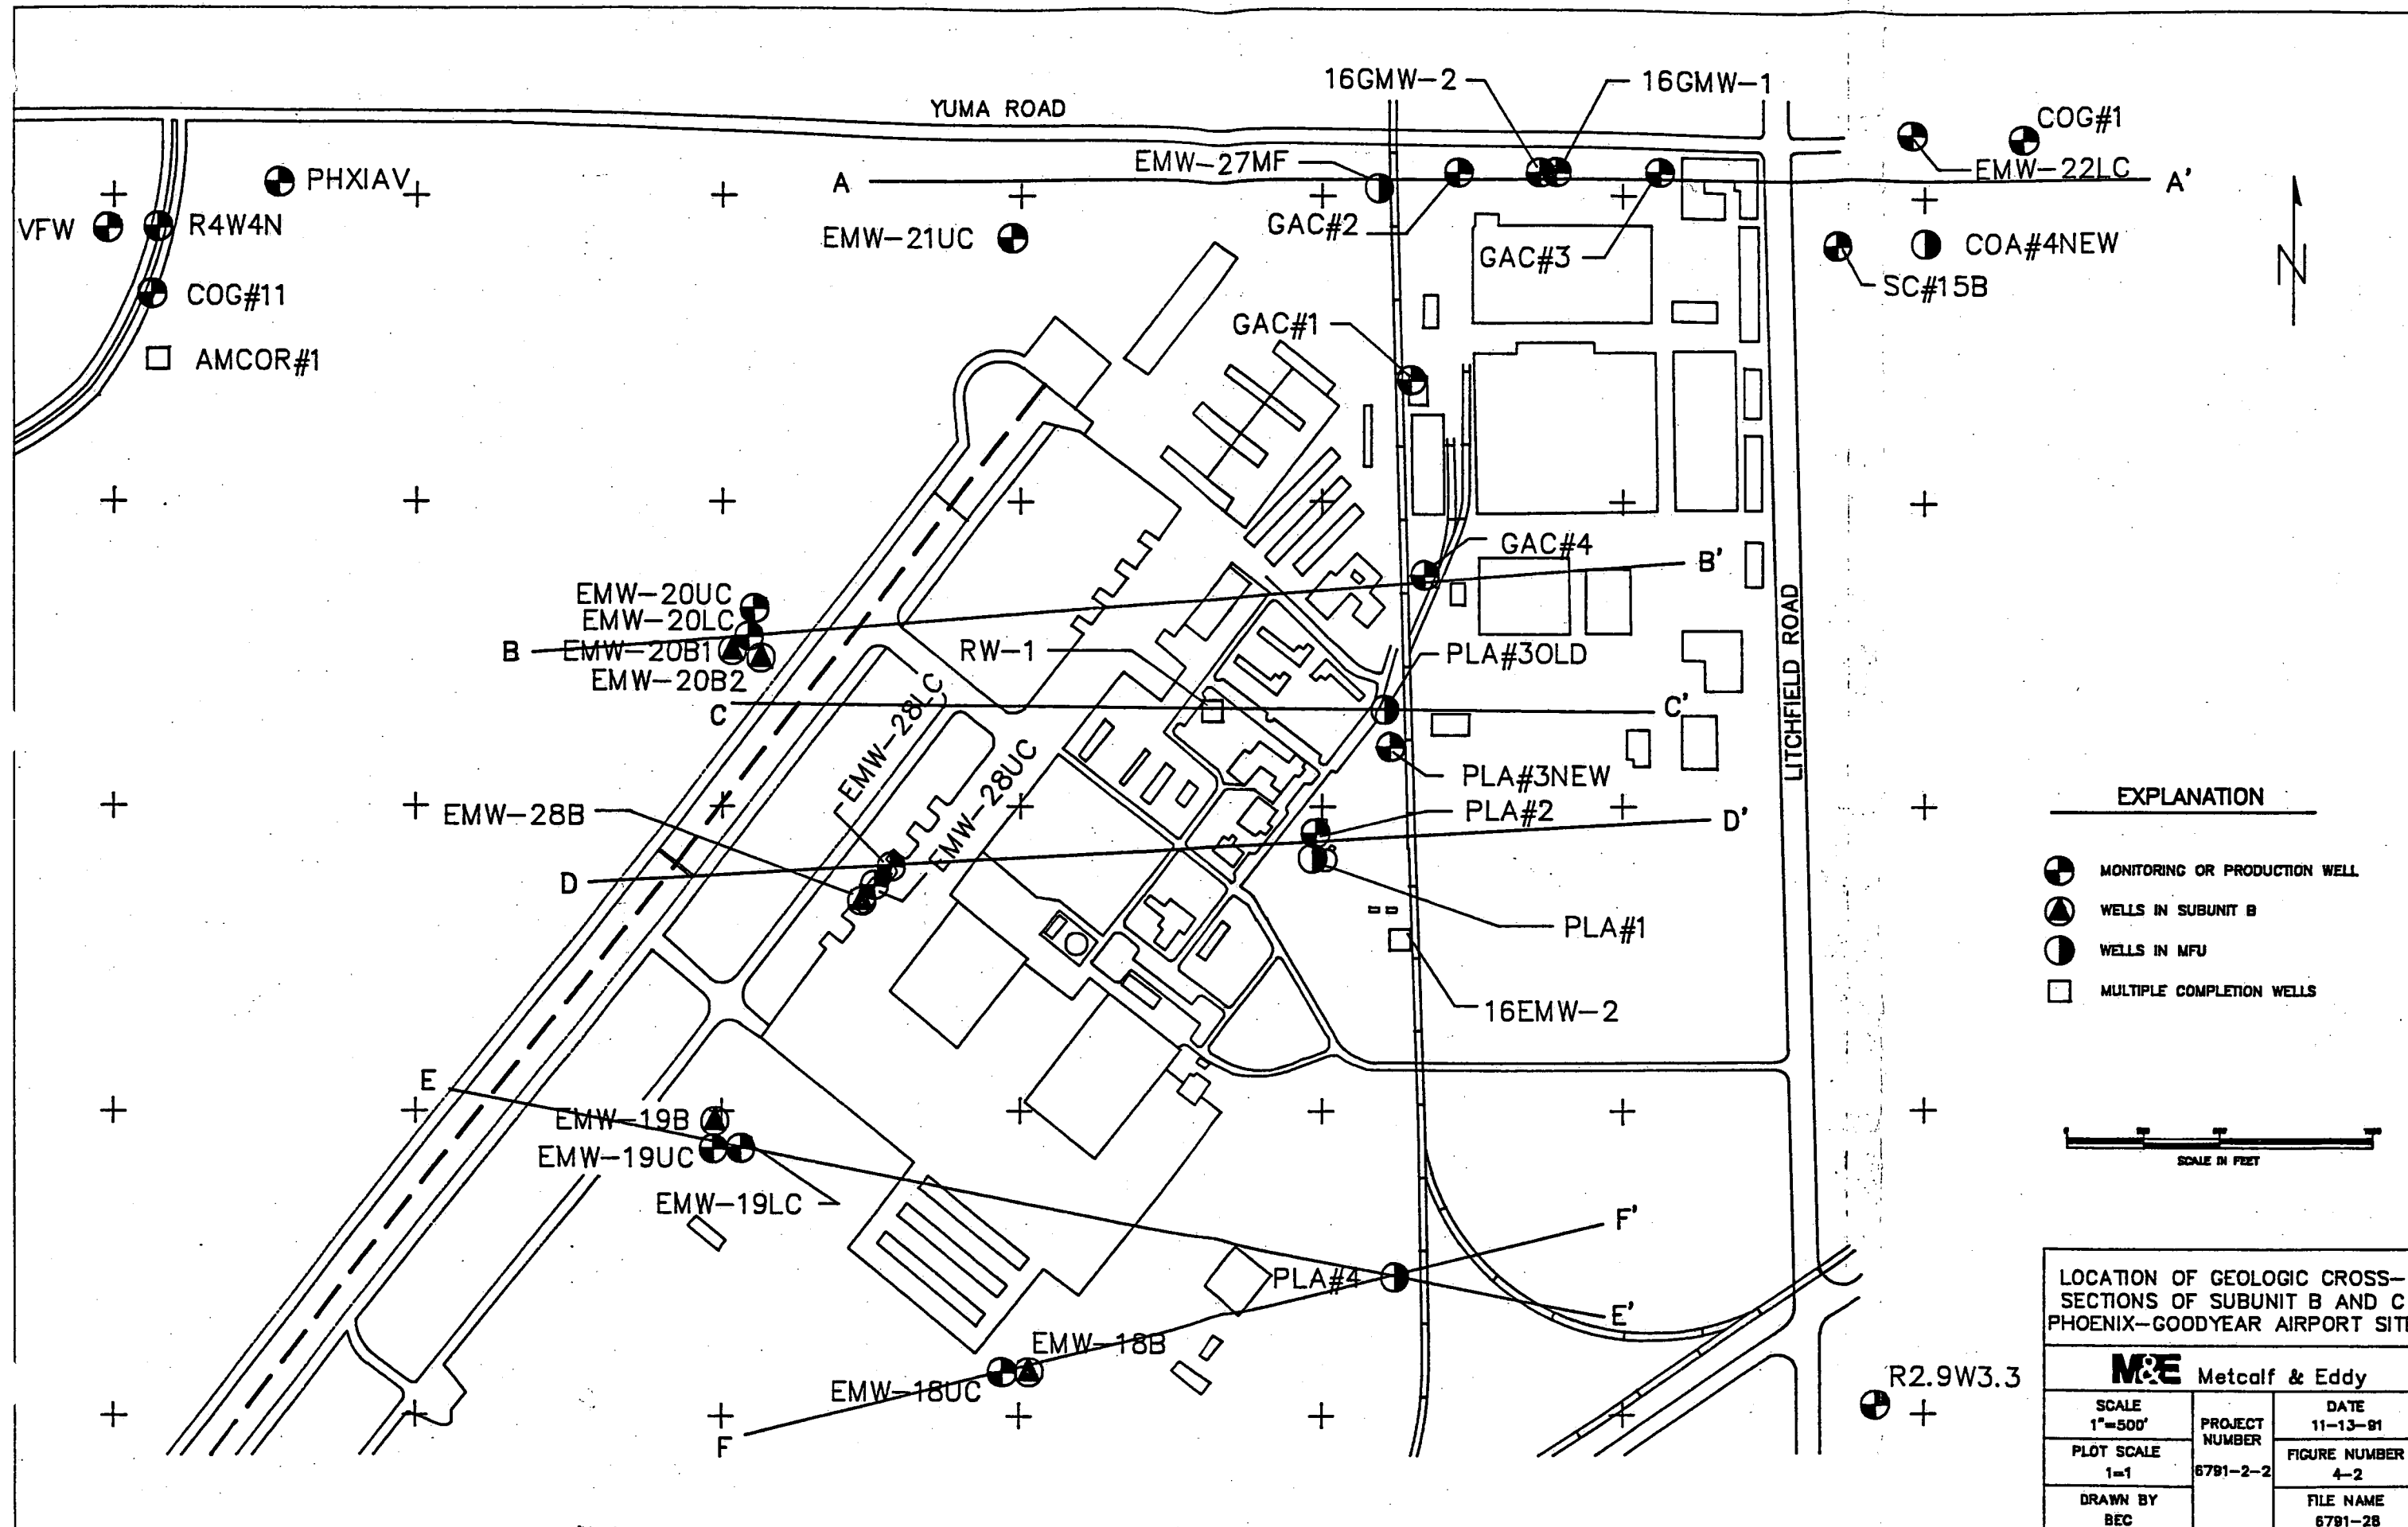 16GMW-2
16GMW-1
COG#1
YUMA ROAD
EMW-27MF
EMW-22LC
PHXIAV
A
A'
VFW
R4W4N
EMW-21UC
GAC#2
GAC#3
COA#4NEW
N
SC#15B
COG#11
GAC#1
AMCOR#1
GAC#4
B'
EMW-20UC
EMW-20LC
B
EMW-20B1
EMW-20B2
RW-1
PLA#3OLD
LITCHFIELD ROAD
C
C'
EMW-28LC
EMW-28UC
PLA#3NEW
EMW-28B
PLA#2
D'
D
PLA#1
16EMW-2
EXPLANATION
MONITORING OR PRODUCTION WELL
WELLS IN SUBUNIT B
WELLS IN MFU
MULTIPLE COMPLETION WELLS
E
EMW-19B
EMW-19UC
EMW-19LC
SCALE IN FEET
F'
PLA#4
E'
EMW-18B
EMW-18UC
F
R2.9W3.3
LOCATION OF GEOLOGIC CROSS-
SECTIONS OF SUBUNIT B AND C
PHOENIX-GOODYEAR AIRPORT SITE
M&E Metcalf & Eddy
SCALE
1"=500'
PROJECT
NUMBER
6791-2-2
DATE
11-13-91
PLOT SCALE
1=1
FIGURE NUMBER
4-2
DRAWN BY
BEC
FILE NAME
6791-28